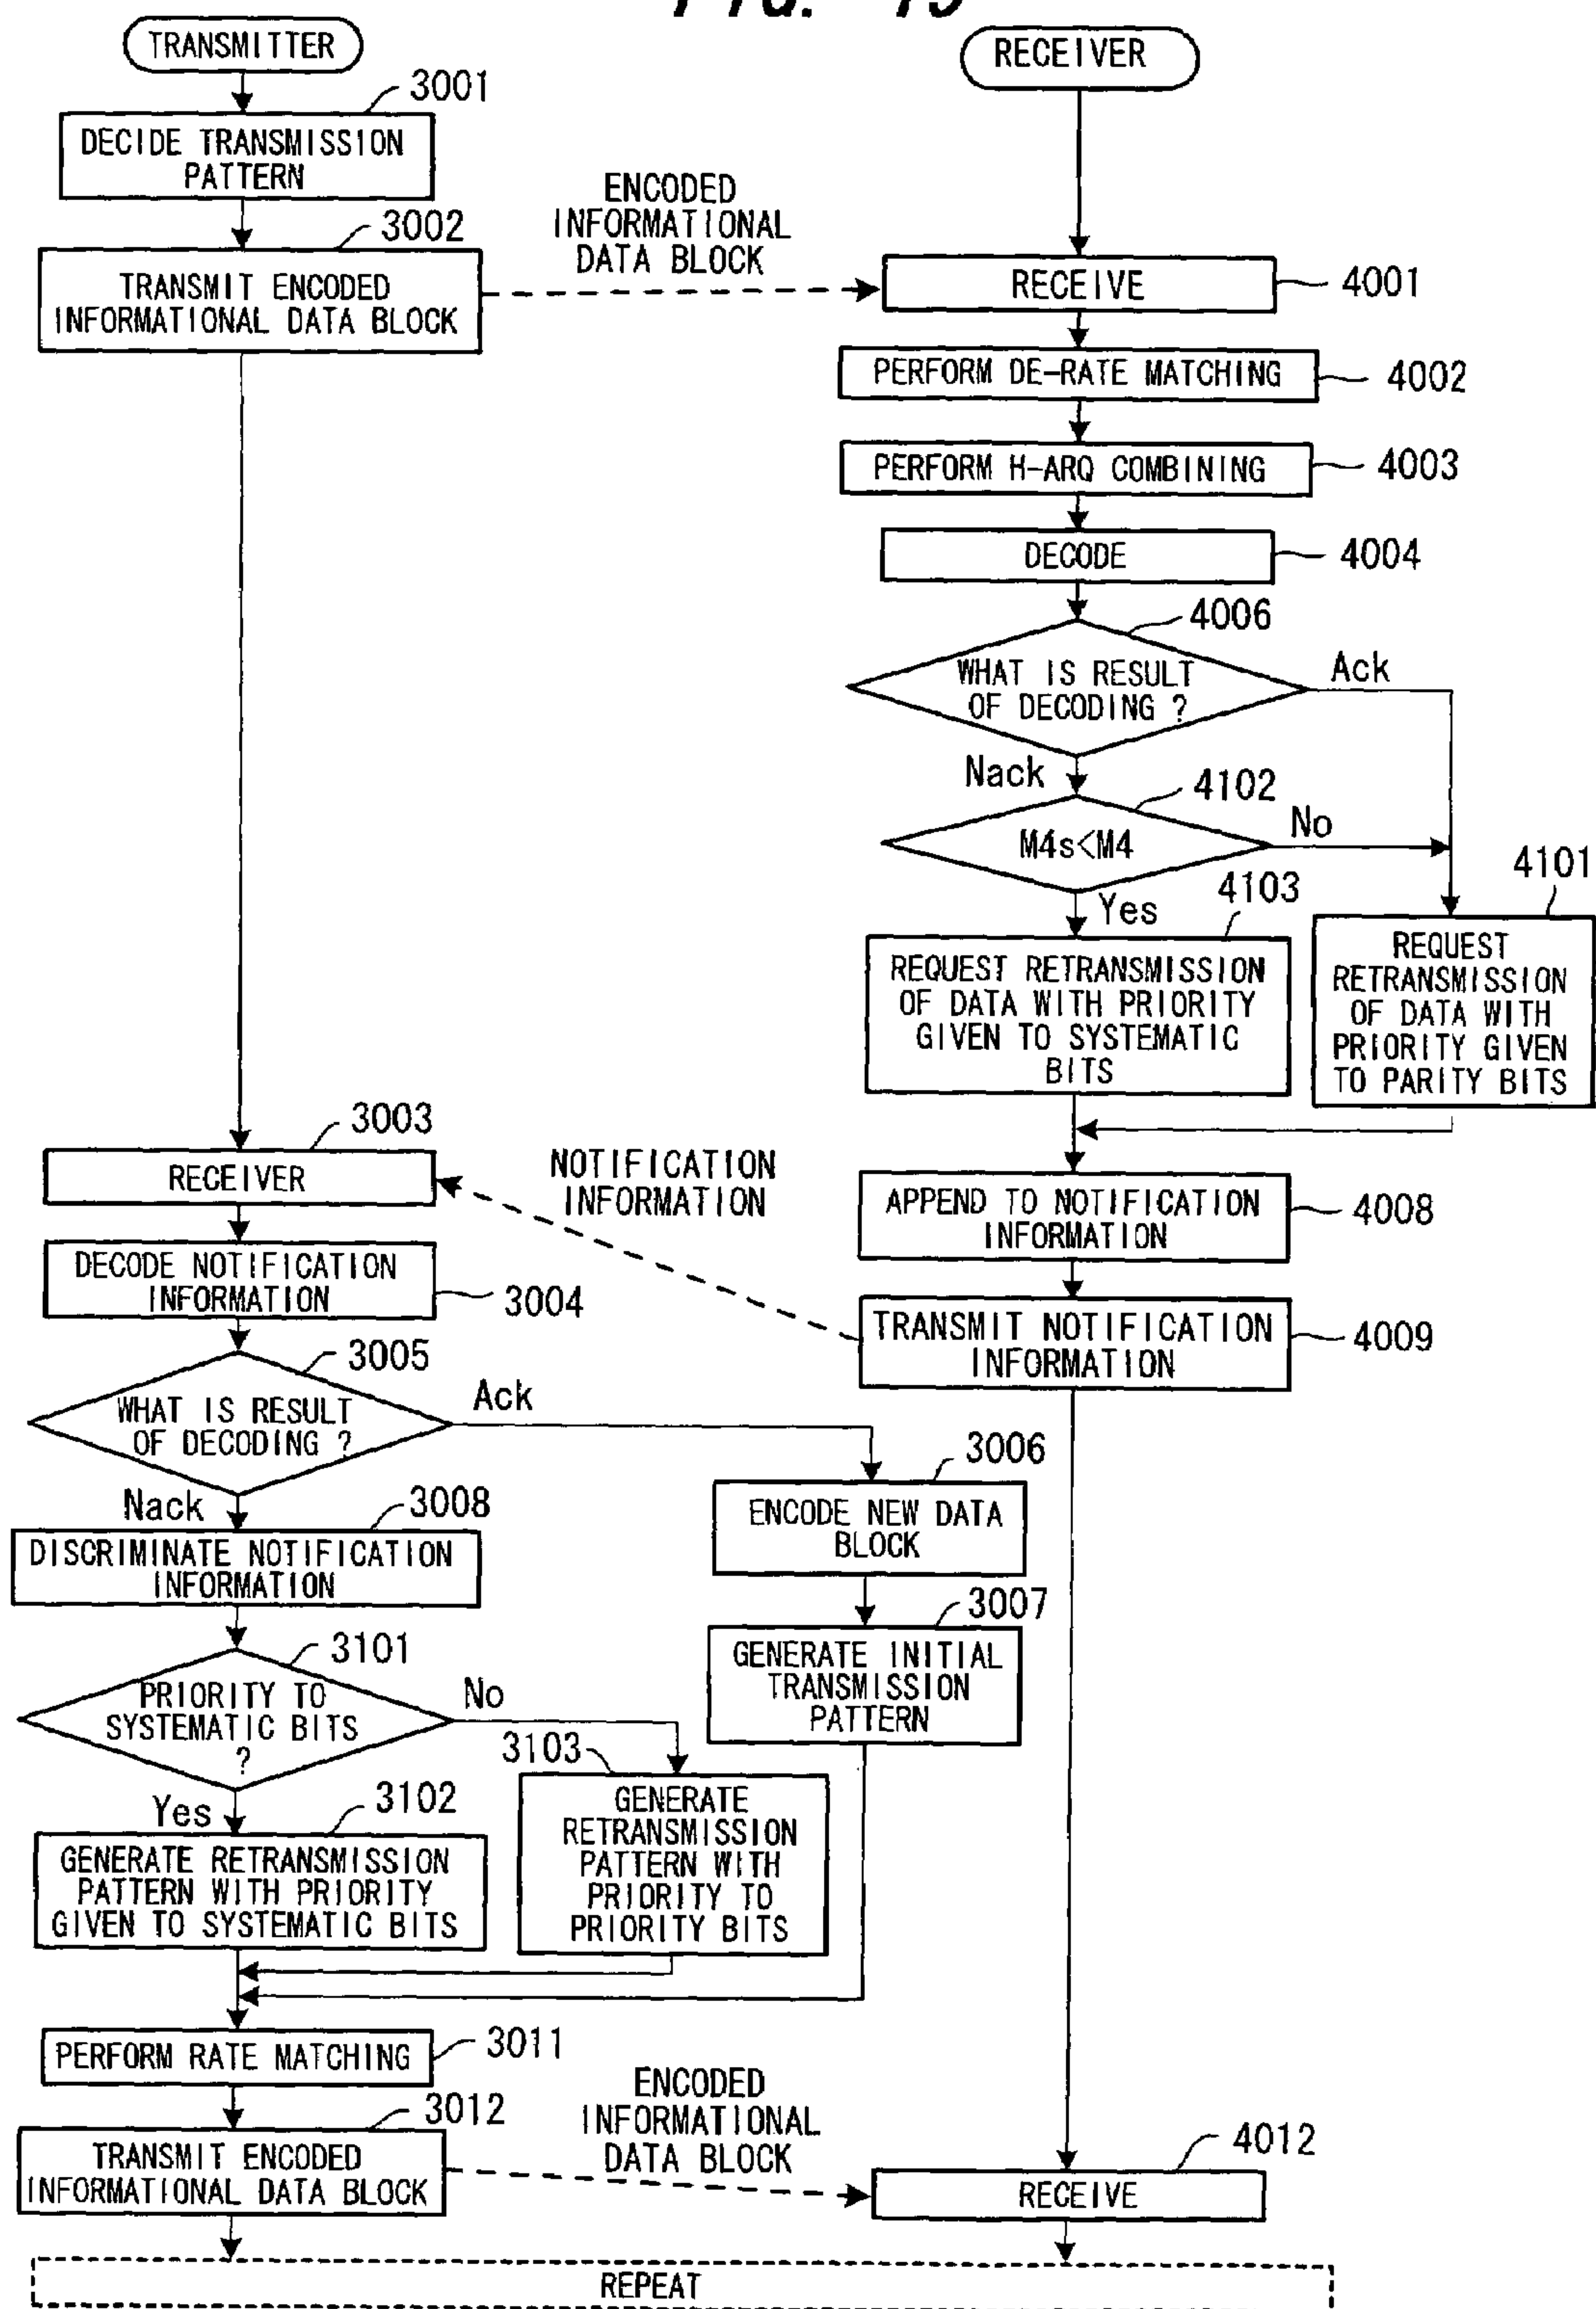 TRANSMITTER
3001
DECIDE TRANSMISSION
PATTERN
3002
TRANSMIT ENCODED
INFORMATIONAL DATA BLOCK
ENCODED
INFORMATIONAL
DATA BLOCK
RECEIVER
RECEIVE
4001
PERFORM DE-RATE MATCHING
4002
PERFORM H-ARQ COMBINING
4003
DECODE
4004
4006
WHAT IS RESULT
OF DECODING ?
Ack
Nack
4102
M4s<M4
No
Yes
4103
REQUEST RETRANSMISSION
OF DATA WITH PRIORITY
GIVEN TO SYSTEMATIC
BITS
4101
REQUEST
RETRANSMISSION
OF DATA WITH
PRIORITY GIVEN
TO PARITY BITS
APPEND TO NOTIFICATION
INFORMATION
4008
TRANSMIT NOTIFICATION
INFORMATION
4009
NOTIFICATION
INFORMATION
3003
RECEIVER
DECODE NOTIFICATION
INFORMATION
3004
3005
WHAT IS RESULT
OF DECODING ?
Ack
Nack
3006
ENCODE NEW DATA
BLOCK
3007
GENERATE INITIAL
TRANSMISSION
PATTERN
3008
DISCRIMINATE NOTIFICATION
INFORMATION
3101
PRIORITY TO
SYSTEMATIC BITS
?
No
Yes
3103
GENERATE
RETRANSMISSION
PATTERN WITH
PRIORITY TO
PRIORITY BITS
3102
GENERATE RETRANSMISSION
PATTERN WITH PRIORITY
GIVEN TO SYSTEMATIC BITS
PERFORM RATE MATCHING
3011
3012
TRANSMIT ENCODED
INFORMATIONAL DATA BLOCK
ENCODED
INFORMATIONAL
DATA BLOCK
4012
RECEIVE
REPEAT